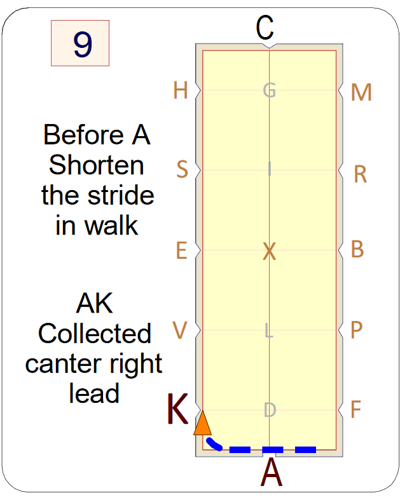 9
C
H G M
Before A
Shorten
the stride
in walk
S I R
E X B
AK
Collected
canter right
lead
V L P
K D F
A